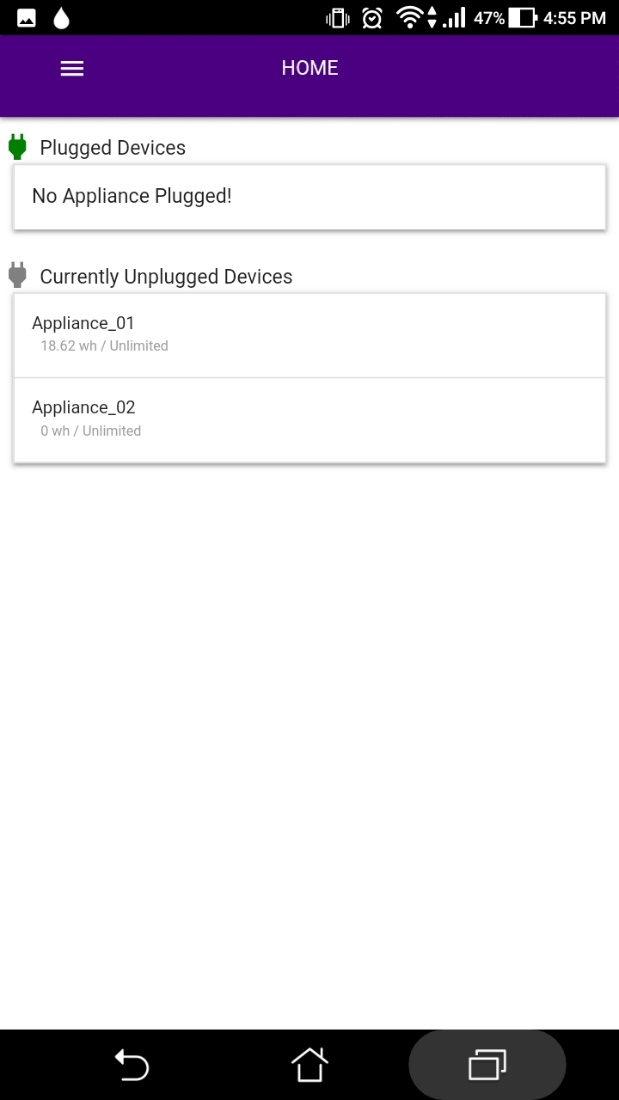 47% 4:55 PM
HOME
Plugged Devices
No Appliance Plugged!
Currently Unplugged Devices
Appliance_01
18.62 wh / Unlimited
Appliance_02
0 wh / Unlimited